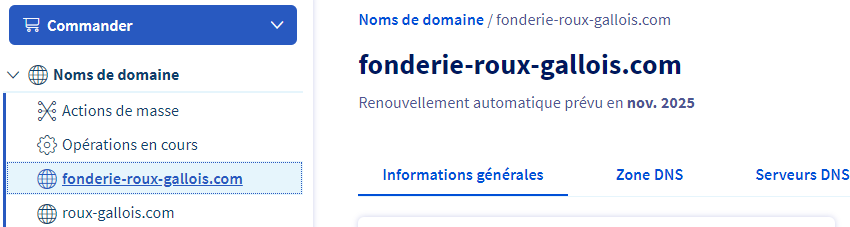 Commander
Noms de domaine
Actions de masse
Opérations en cours
fonderie-roux-gallois.com
roux-gallois.com
Noms de domaine / fonderie-roux-gallois.com
fonderie-roux-gallois.com
Renouvellement automatique prévu en nov. 2025
Informations générales Zone DNS Serveurs DNS